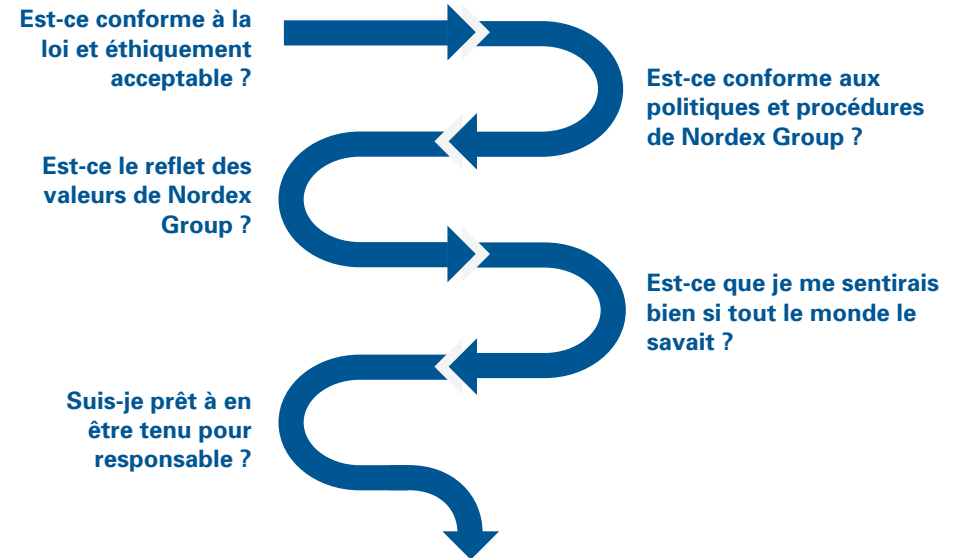 Est-ce conforme à la
loi et éthiquement
acceptable ?
Est-ce conforme aux
politiques et procédures
de Nordex Group ?
Est-ce le reflet des
valeurs de Nordex
Group ?
Est-ce que je me sentirais
bien si tout le monde le
savait ?
Suis-je prêt à en
être tenu pour
responsable ?